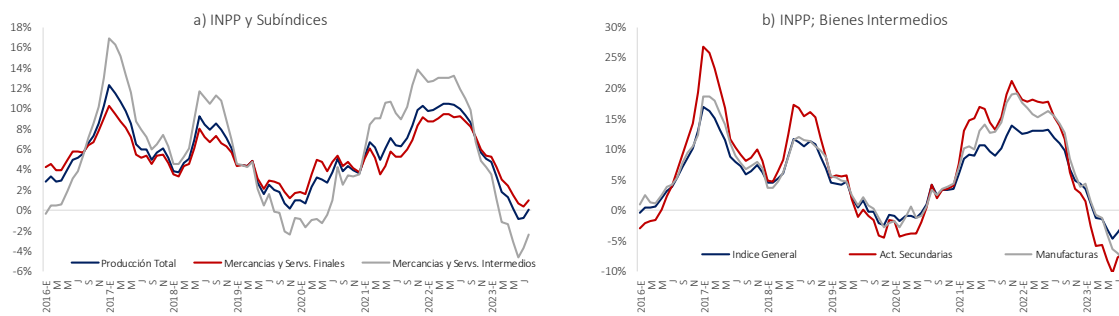 a) INPP y Subíndices
18%
16%
14%
12%
10%
8%
6%
4%
2%
0%
-2%
-4%
-6%
Producción Total
Mercancias y Servs. Finales
Mercancias y Servs. Intermedios
2016-E
M
M
J
S
N
2017-E
M
M
J
S
N
2018-E
M
M
J
S
N
2019-E
M
M
J
S
N
2020-E
M
M
J
S
N
2021-E
M
M
J
S
N
2022-E
M
M
J
S
N
2023-E
M
M
J
b) INPP; Bienes Intermedios
30%
25%
20%
15%
10%
5%
0%
-5%
-10%
Indice General
Act. Secundarias
Manufacturas
2016-E
M
M
J
S
N
2017-E
M
M
J
S
N
2018-E
M
M
J
S
N
2019-E
M
M
J
S
N
2020-E
M
M
J
S
N
2021-E
M
M
J
S
N
2022-E
M
M
J
S
N
2023-E
M
M
J